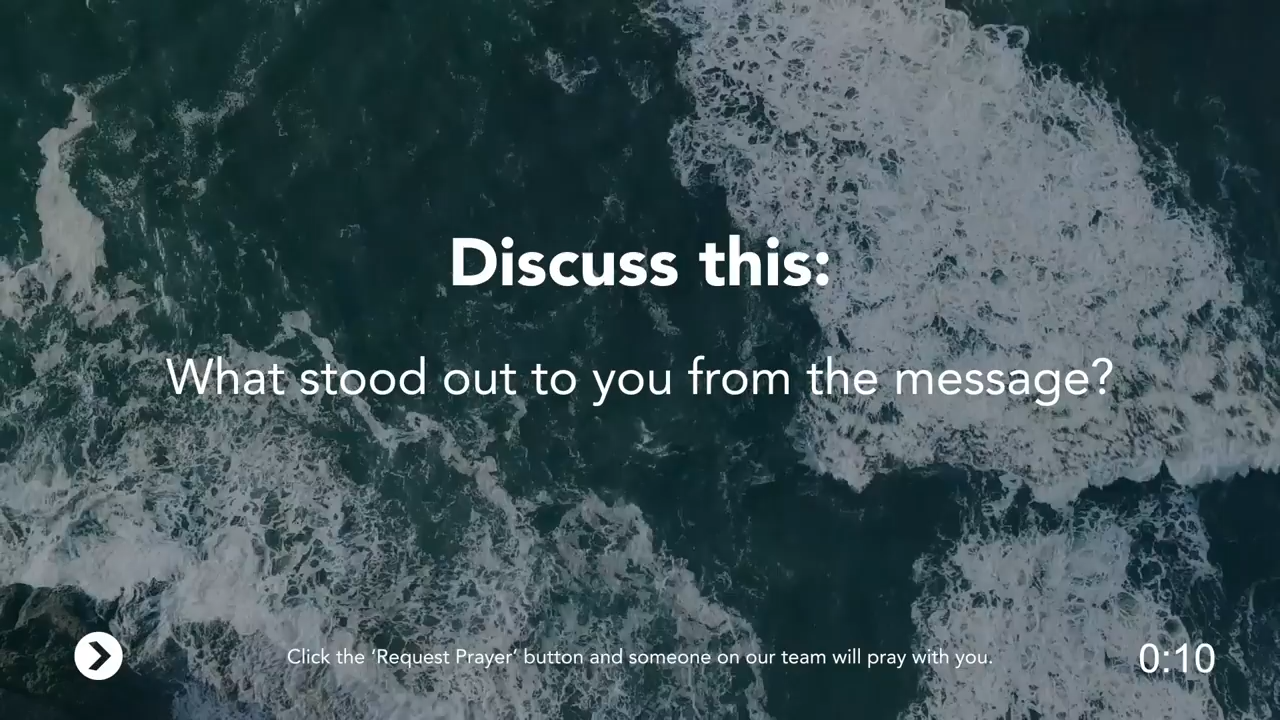 Discuss this:
What stood out to you from the message?
Click the ‘Request Prayer’ button and someone on our team will pray with you.
0:10